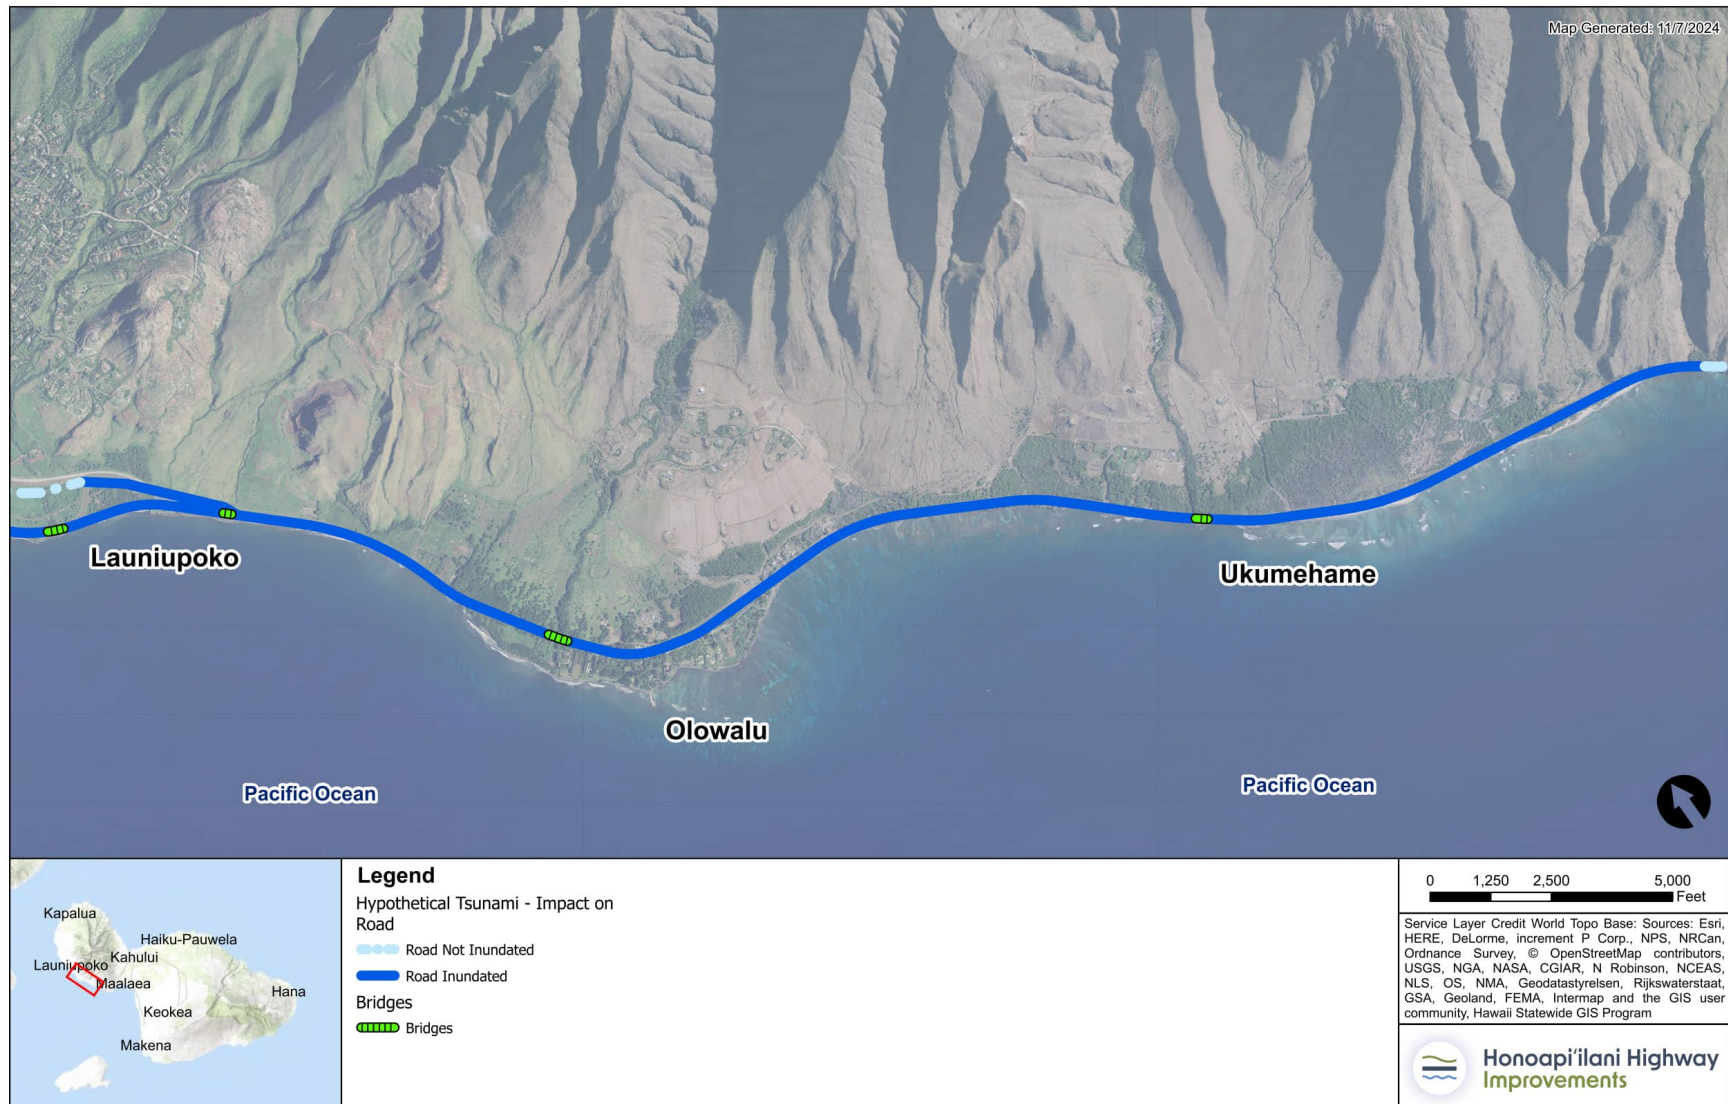 Map Generated: 11/7/2024
Launiupoko
Ukumehame
Olowalu
Pacific Ocean
Pacific Ocean
Kapalua
Haiku-Pauwela
Kahului
Launiupoko
Maalaea
Hana
Keokea
Makena
Legend
Hypothetical Tsunami - Impact on
Road
Road Not Inundated
Road Inundated
Bridges
Bridges
0 1,250 2,500 5,000
Feet
Service Layer Credit World Topo Base: Sources: Esri,
HERE, DeLorme, increment P Corp., NPS, NRCan,
Ordnance Survey, © OpenStreetMap contributors,
USGS, NGA, NASA, CGIAR, N Robinson, NCEAS,
NLS, OS, NMA, Geodatastyrelsen, Rijkswaterstaat,
GSA, Geoland, FEMA, Intermap and the GIS user
community, Hawaii Statewide GIS Program
Honoapiʻilani Highway
Improvements